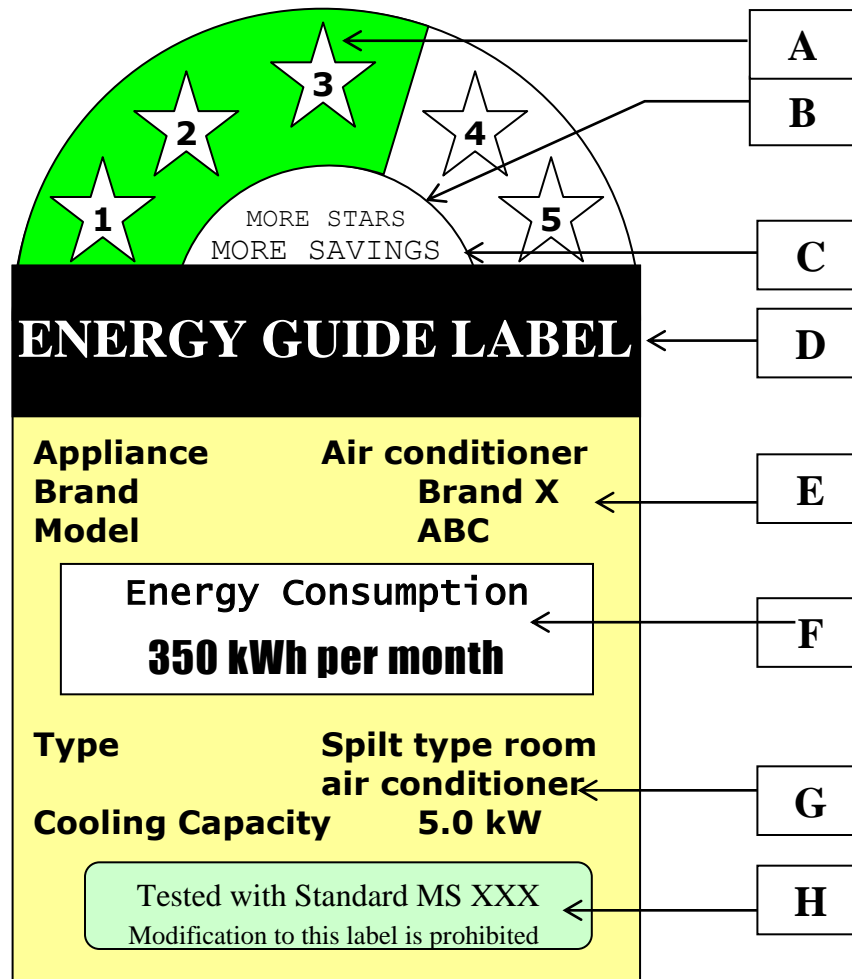 3
2
4
1
5
MORE STARS
MORE SAVINGS
ENERGY GUIDE LABEL
Appliance Air conditioner
Brand Brand X
Model ABC
Energy Consumption
350 kWh per month
Type Spilt type room
air conditioner
Cooling Capacity 5.0 kW
Tested with Standard MS XXX
Modification to this label is prohibited
A
B
C
D
E
F
G
H